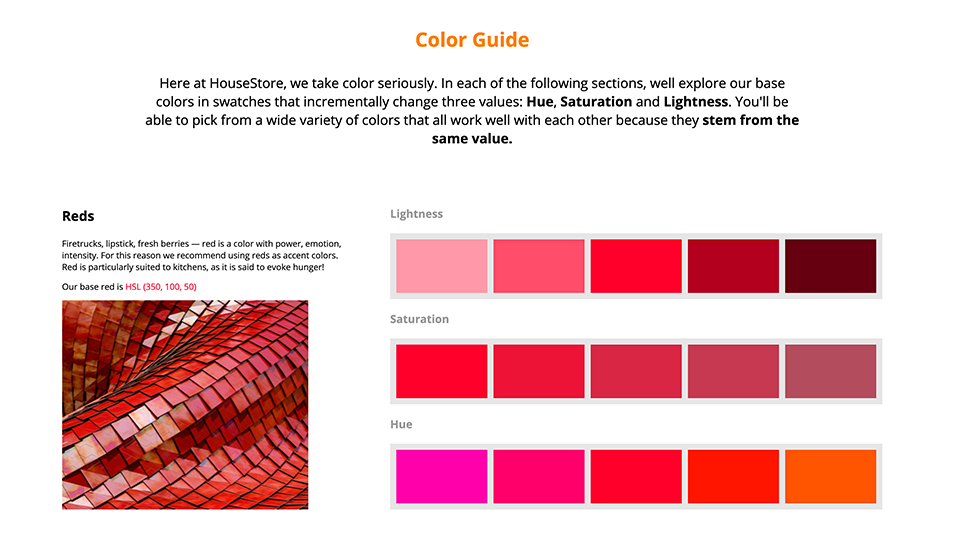 Color Guide
Here at HouseStore, we take color seriously. In each of the following sections, well explore our base
colors in swatches that incrementally change three values: Hue, Saturation and Lightness. You'll be
able to pick from a wide variety of colors that all work well with each other because they stem from the
same value.
Reds
Firetrucks, lipstick, fresh berries — red is a color with power, emotion,
intensity. For this reason we recommend using reds as accent colors.
Red is particularly suited to kitchens, as it is said to evoke hunger!
Our base red is HSL (350, 100, 50)
Lightness
Saturation
Hue